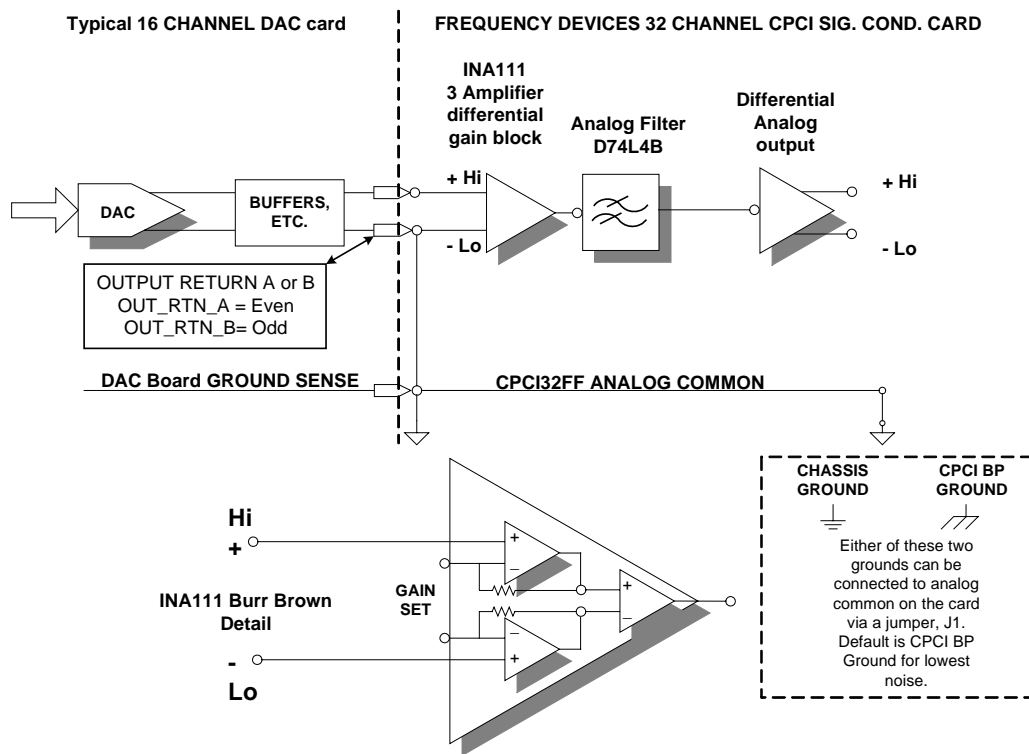 Typical 16 CHANNEL DAC card
FREQUENCY DEVICES 32 CHANNEL CPCI SIG. COND. CARD
INA111
3 Amplifier
differential
gain block
Analog Filter
D74L4B
Differential
Analog
output
DAC
BUFFERS,
ETC.
+ Hi
- Lo
+ Hi
- Lo
OUTPUT RETURN A or B
OUT_RTN_A = Even
OUT_RTN_B= Odd
DAC Board GROUND SENSE
CPCI32FF ANALOG COMMON
Hi
+
GAIN
SET
INA111 Burr Brown
Detail
-
Lo
+
–
–
+
+
–
CHASSIS
GROUND
CPCI BP
GROUND
Either of these two
grounds can be
connected to analog
common on the card
via a jumper, J1.
Default is CPCI BP
Ground for lowest
noise.